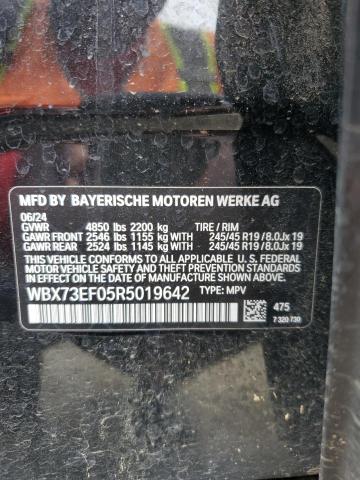 MFD BY BAYERISCHE MOTOREN WERKE AG
06/24
GVWR 4850 lbs 2200 kg TIRE / RIM
GAWR FRONT 2546 lbs 1155 kg WITH 245/45 R19 / 8.0Jx 19
GAWR REAR 2524 lbs 1145 kg WITH 245/45 R19 / 8.0Jx 19
THIS VEHICLE CONFORMS TO ALL APPLICABLE U. S. FEDERAL
MOTOR VEHICLE SAFETY, BUMPER, AND THEFT PREVENTION
STANDARDS IN EFFECT ON THE DATE OF MANUFACTURE SHOWN ABOVE.
WBX73EF05R5019642 TYPE: MPV
475
7 320 730